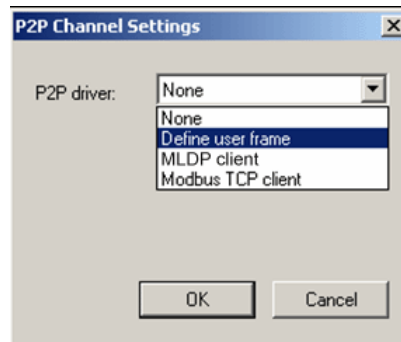 P2P Channel Settings
P2P driver:
None
None
Define user frame
MLDP client
Modbus TCP client
OK
Cancel